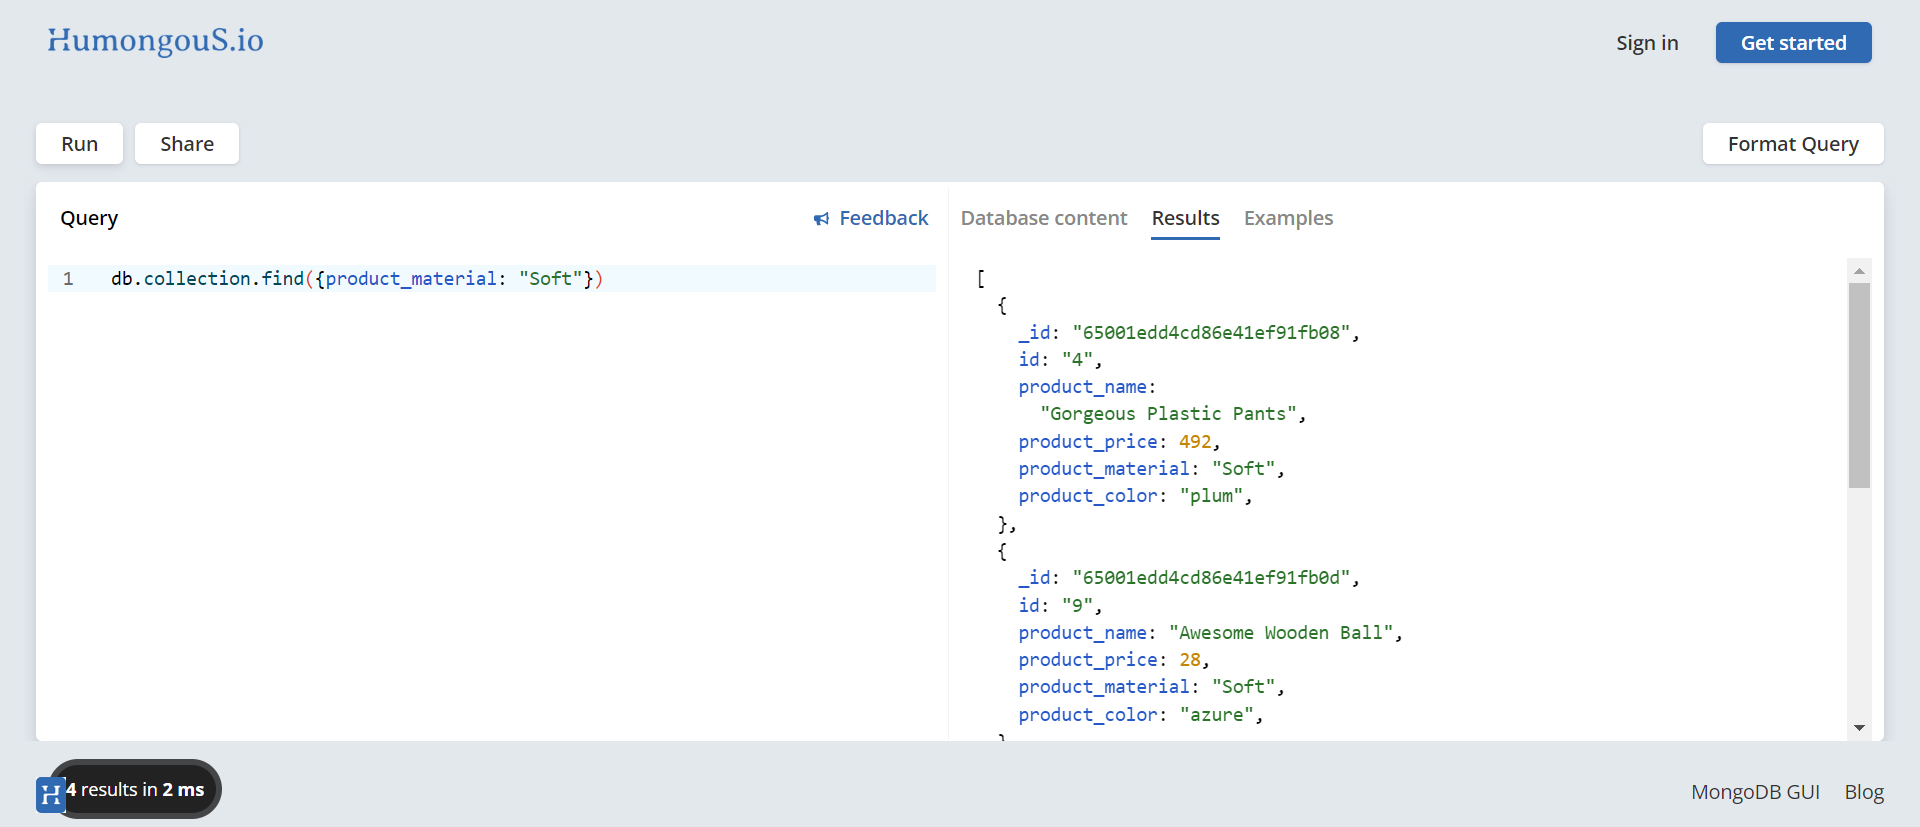 HumongouS.io
Sign in
Get started
Run
Share
Format Query
Query
Feedback
Database content
Results
Examples
1 db.collection.find({product_material: "Soft"})
[
{
_id: "65001edd4cd86e41ef91fb08",
id: "4",
product_name:
"Gorgeous Plastic Pants",
product_price: 492,
product_material: "Soft",
product_color: "plum",
},
{
_id: "65001edd4cd86e41ef91fb0d",
id: "9",
product_name: "Awesome Wooden Ball",
product_price: 28,
product_material: "Soft",
product_color: "azure",
}
H
4 results in 2 ms
MongoDB GUI
Blog